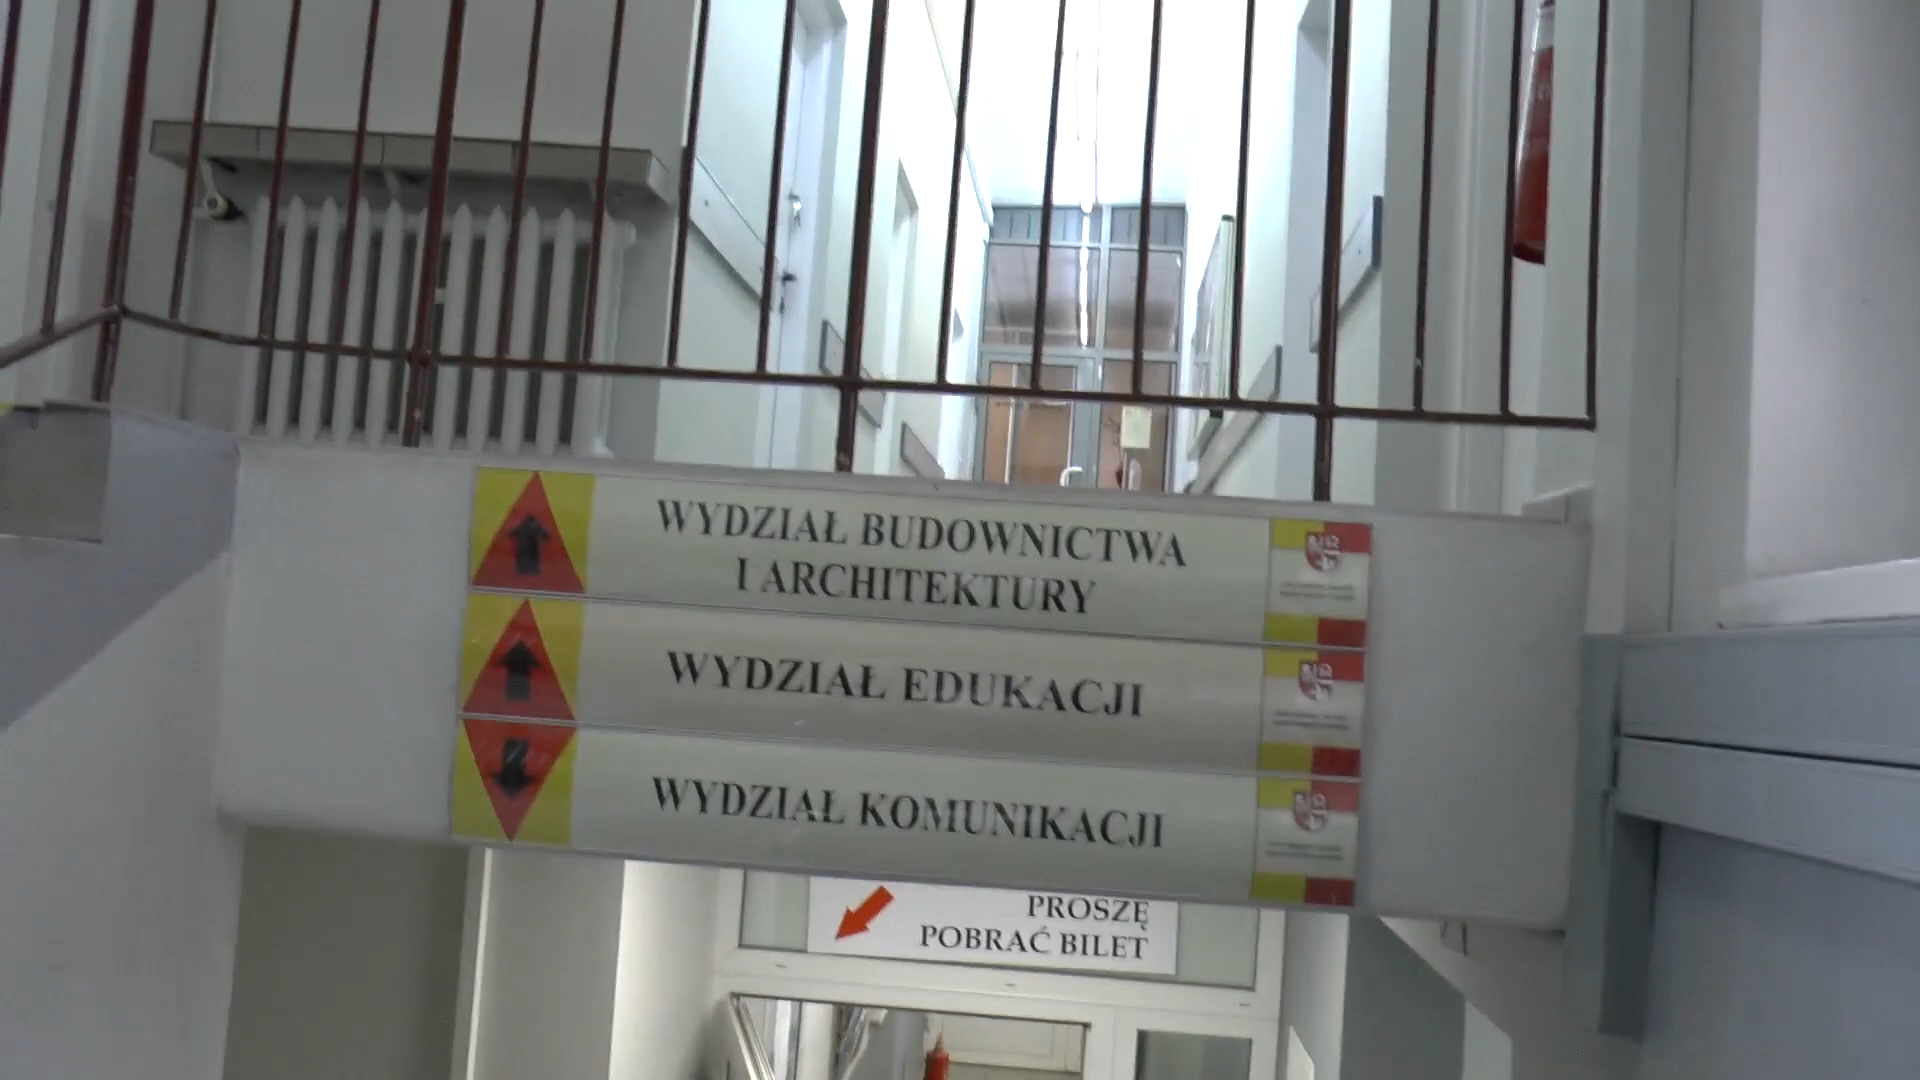 WYDZIAŁ BUDOWNICTWA
I ARCHITEKTURY
WYDZIAŁ EDUKACJI
WYDZIAŁ KOMUNIKACJI
PROSZĘ
POBRAĆ BILET